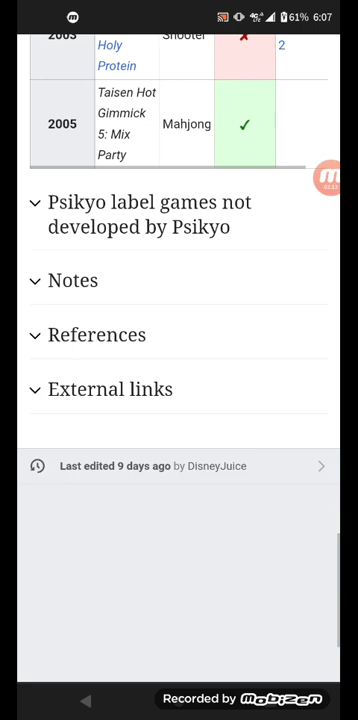 61% 6:07
2003
Holy
Protein
Shooter
2
2005
Taisen Hot
Gimmick
5: Mix
Party
Mahjong
Psikyo label games not
developed by Psikyo
Notes
References
External links
Last edited 9 days ago by DisneyJuice
Recorded by mobizen